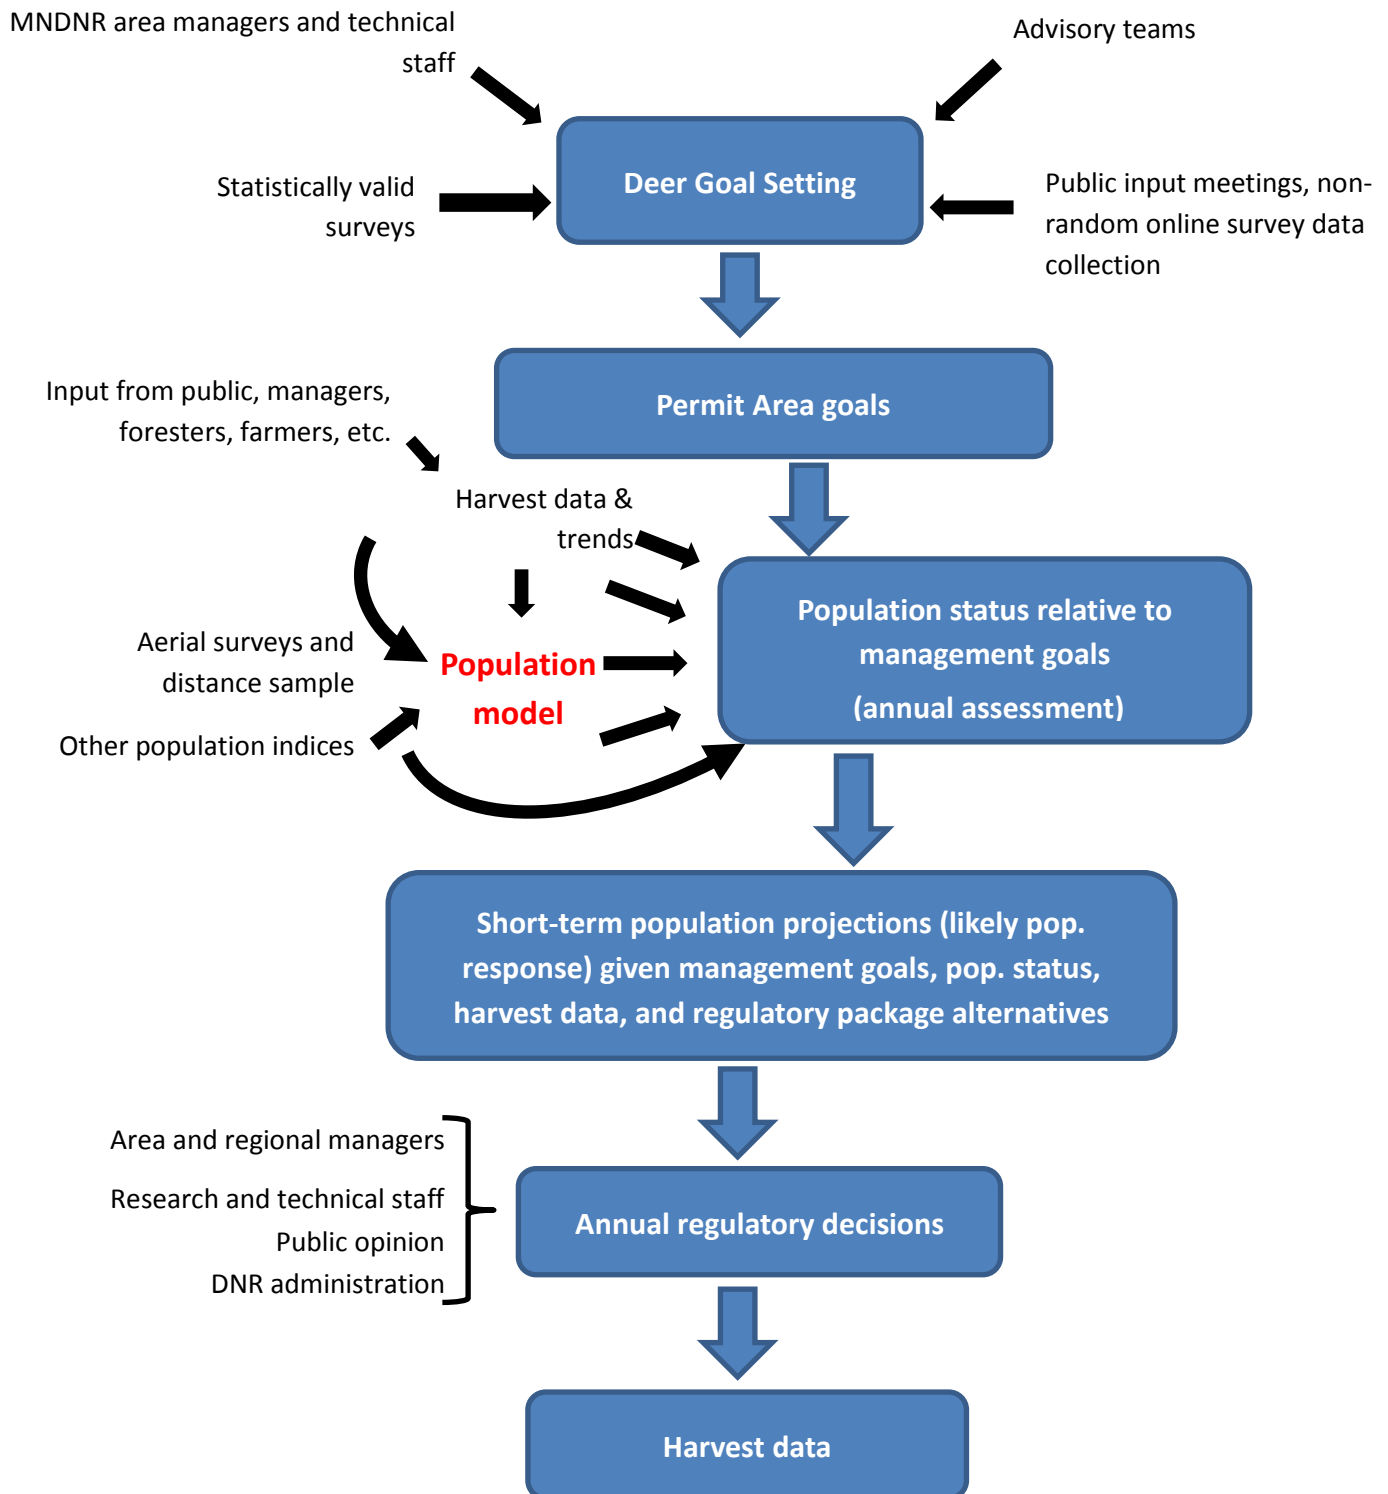 MNDNR area managers and technical
staff
Advisory teams
Deer Goal Setting
Statistically valid
surveys
Public input meetings, non-
random online survey data
collection
Permit Area goals
Input from public, managers,
foresters, farmers, etc.
Harvest data &
trends
Population status relative to
management goals
(annual assessment)
Aerial surveys and
distance sample
Population
model
Other population indices
Short-term population projections (likely pop.
response) given management goals, pop. status,
harvest data, and regulatory package alternatives
Area and regional managers
Research and technical staff
Public opinion
DNR administration
Annual regulatory decisions
Harvest data